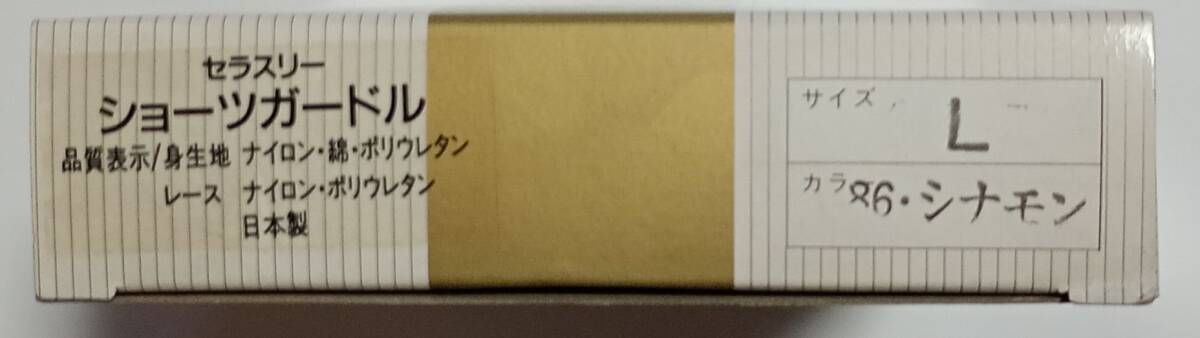 セラスリー
ショーツガードル
品質表示/身生地 ナイロン・綿・ポリウレタン
レース ナイロン・ポリウレタン
日本製
サイズ L
カラ 86・シナモン